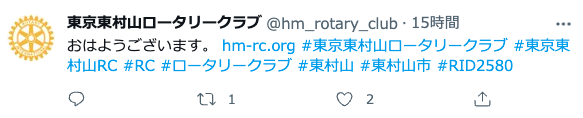 東京東村山ロータリークラブ @hm_rotary_club · 15時間
おはようございます。 hm-rc.org #東京東村山ロータリークラブ #東京東
村山RC #RC #ロータリークラブ #東村山 #東村山市 #RID2580
1 2